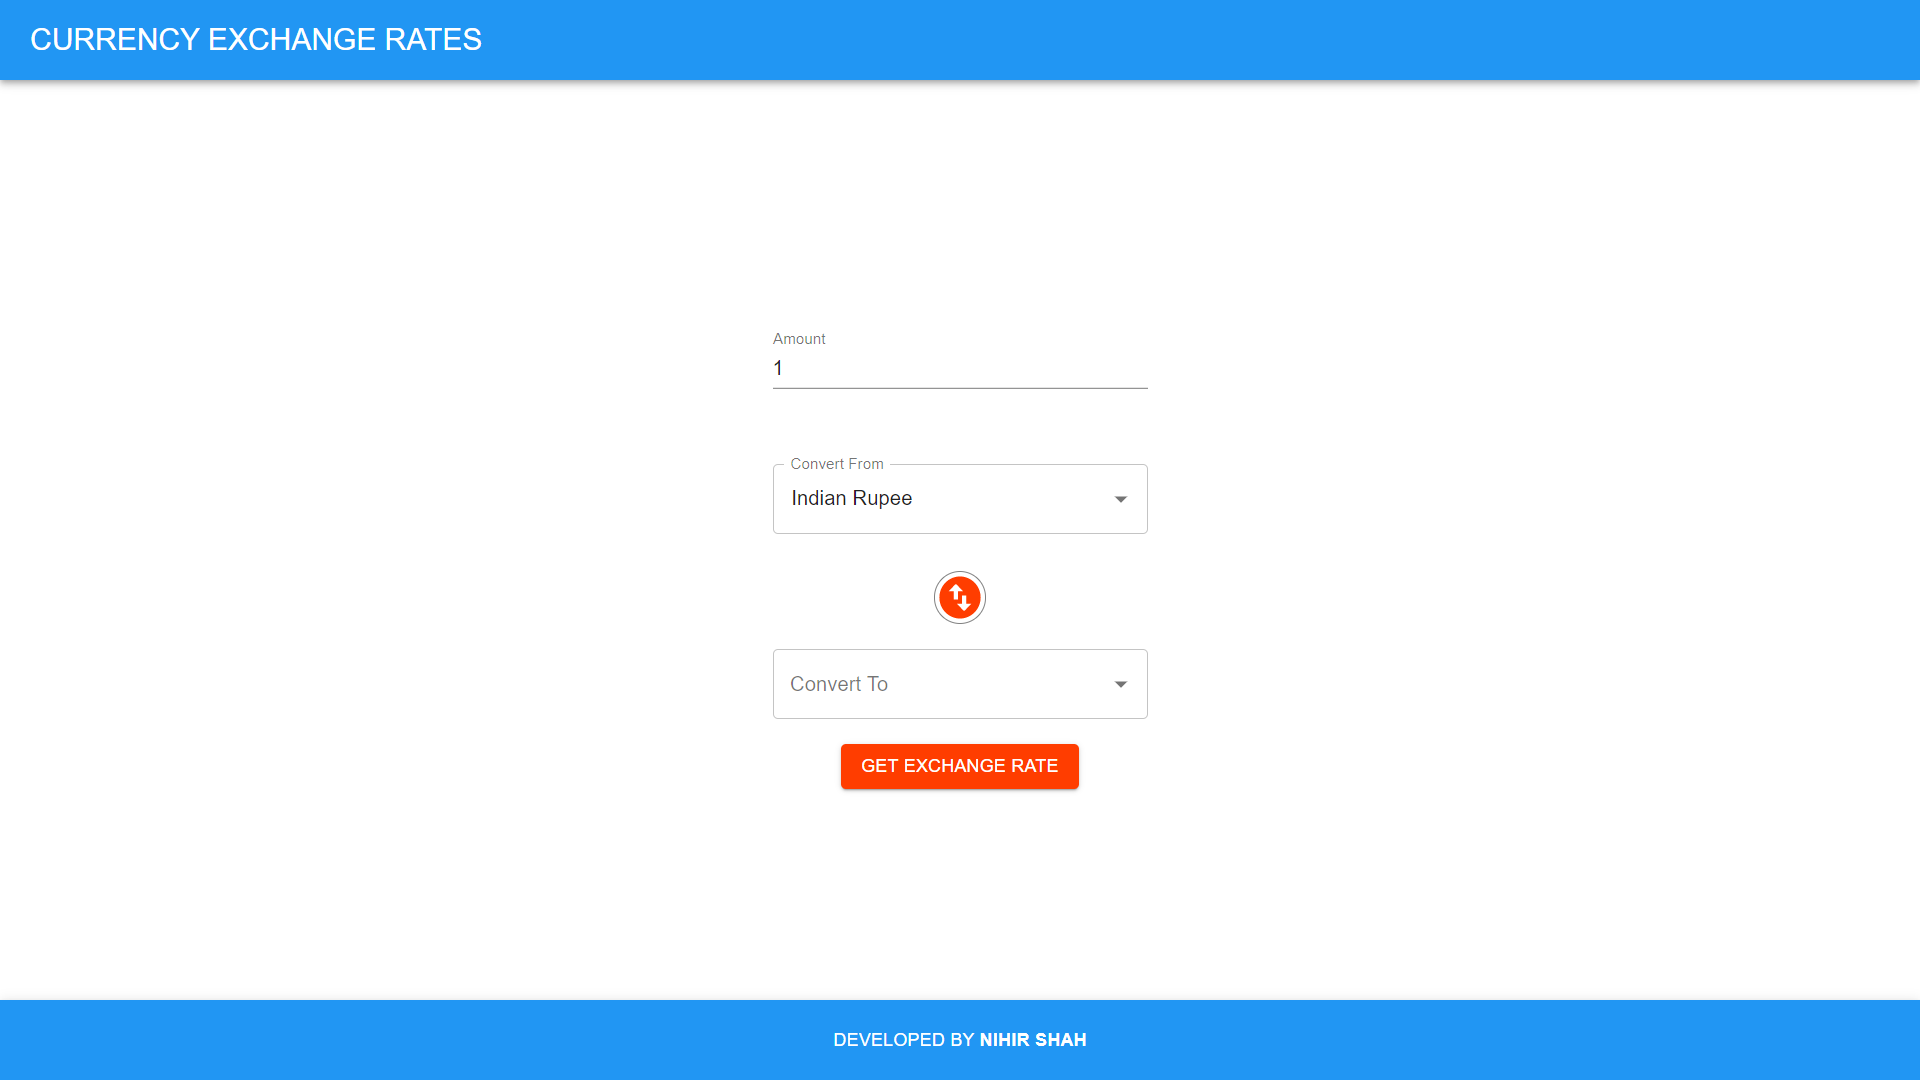 CURRENCY EXCHANGE RATES
Amount
1
Convert From
Indian Rupee
Convert To
GET EXCHANGE RATE
DEVELOPED BY NIHIR SHAH